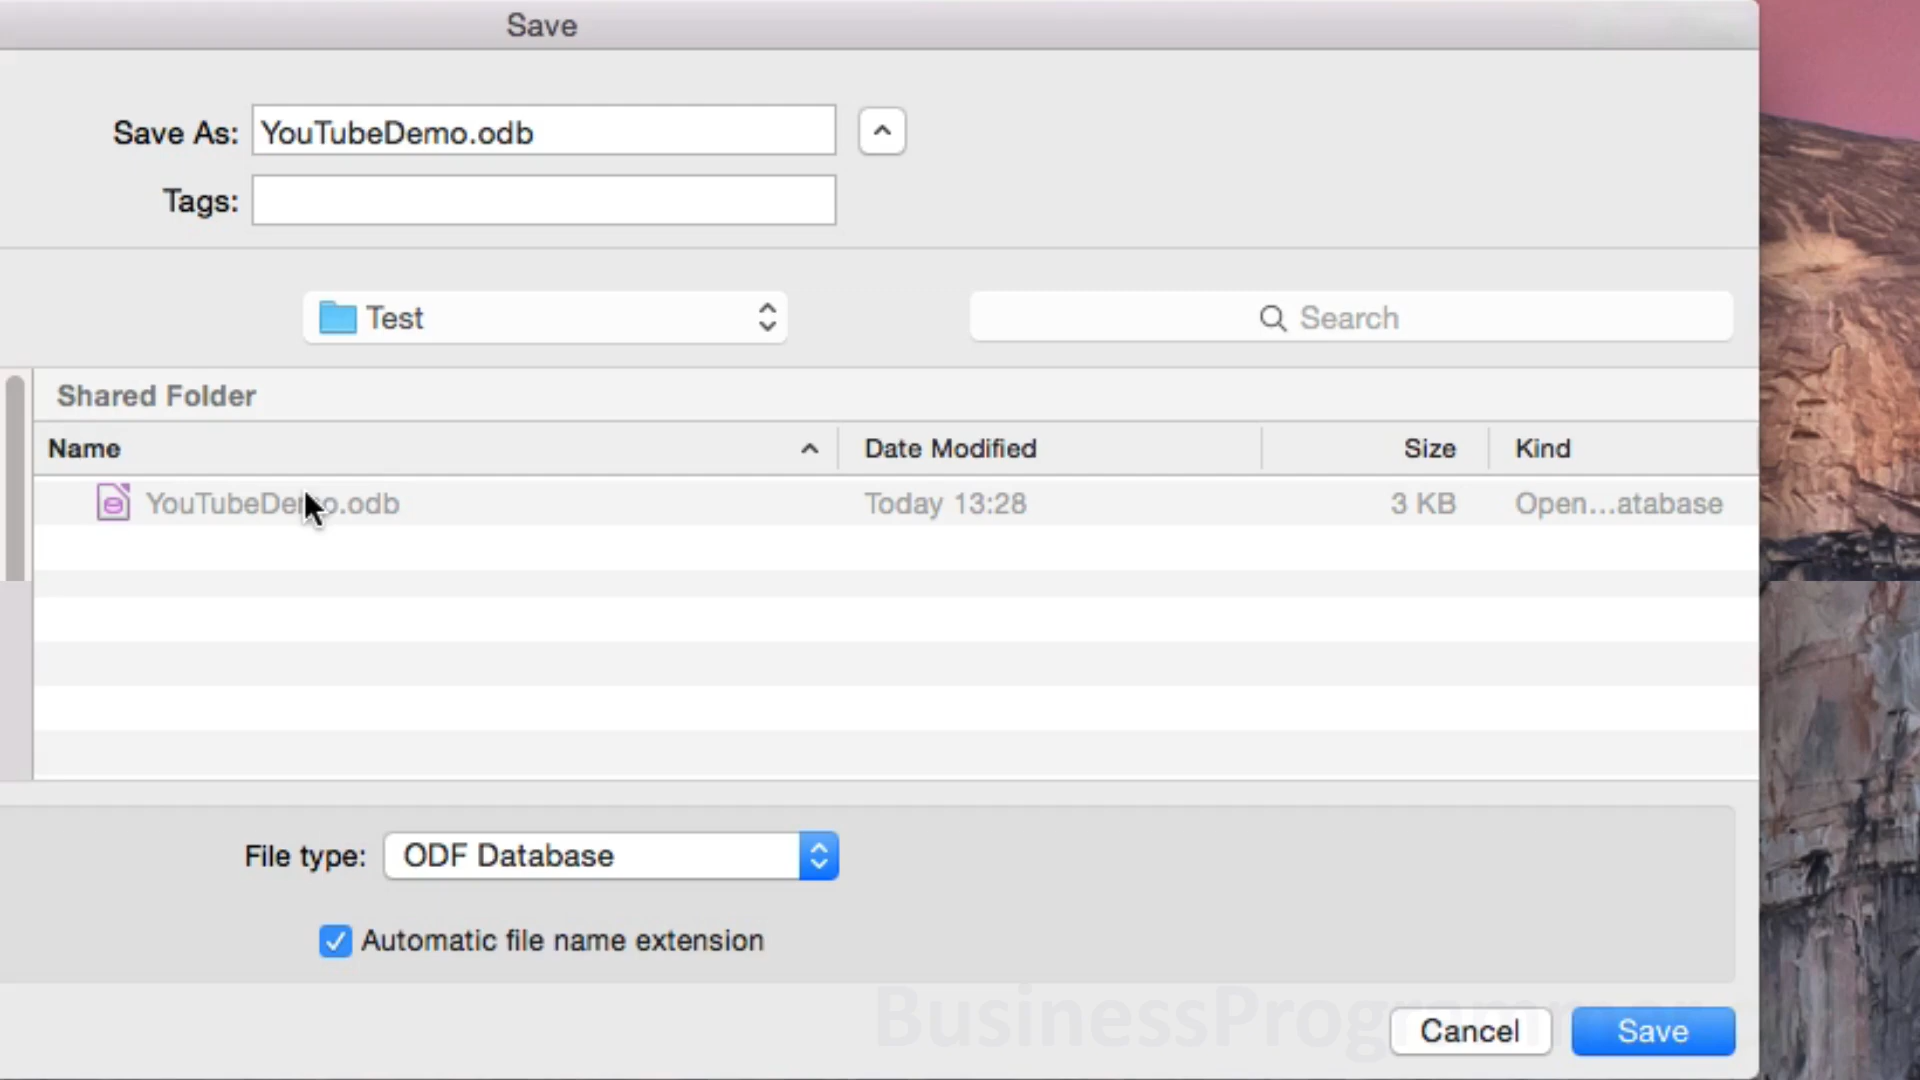 Save
Save As: YouTubeDemo.odb
Tags:
Test
Search
Shared Folder
Name Date Modified Size Kind
Today 13:28 3 KB Open...atabase
File type: ODF Database
Automatic file name extension
Cancel Save